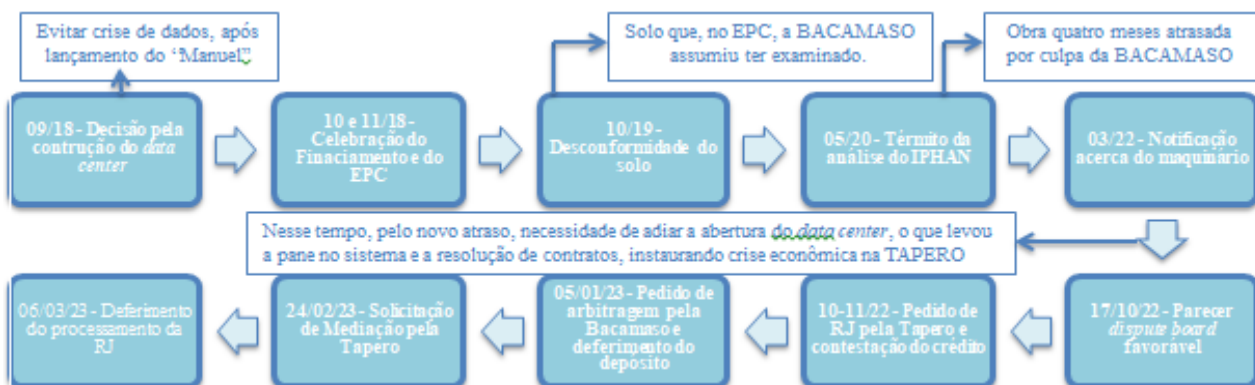 Evitar crise de dados, após
lançamento do “Manuel”
Solo que, no EPC, a BACAMASO
assumiu ter examinado.
Obra quatro meses atrasada
por culpa da BACAMASO
09/18 - Decisão pela
contrução do data
center
10 e 11/18 -
Celebração do
Finaciamento e do
EPC
10/19 -
Desconformidade do
solo
05/20 - Térmito da
análise do IPHAN
03/22 - Notificação
acerca do maquinário
Nesse tempo, pelo novo atraso, necessidade de adiar a abertura do data center, o que levou
a pane no sistema e a resolução de contratos, instaurando crise econômica na TAPERO
06/03/23 - Deferimento
do processamento da
RJ
24/02/23 - Solicitação
de Mediação pela
Tapero
05/01/23 - Pedido de
arbitragem pela
Bacamaso e
deferimento do
deposito
10-11/22 - Pedido de
RJ pela Tapero e
contestação do crédito
17/10/22 - Parecer
dispute board
favorável